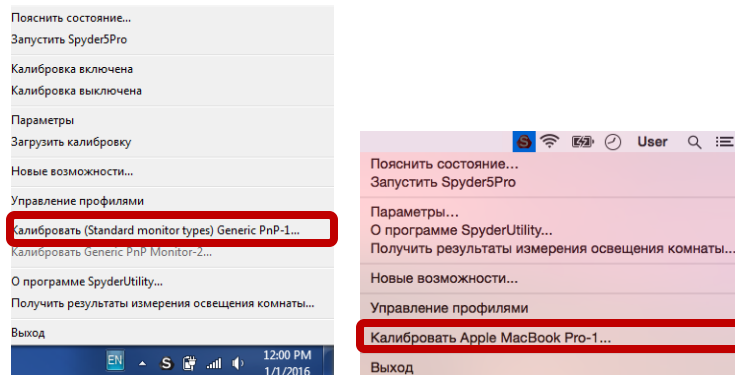 Пояснить состояние...
Запустить Spyder5Pro
Калибровка включена
Калибровка выключена
Параметры
Загрузить калибровку
Новые возможности...
Управление профилями
Калибровать (Standard monitor types) Generic PnP-1...
Калибровать Generic PnP Monitor-2...
О программе SpyderUtility...
Получить результаты измерения освещения комнаты...
Выход
EN S 12:00 PM
1/1/2016
S User
Пояснить состояние...
Запустить Spyder5Pro
Параметры...
О программе SpyderUtility...
Получить результаты измерения освещения комнаты...
Новые возможности...
Управление профилями
Калибровать Apple MacBook Pro-1...
Выход